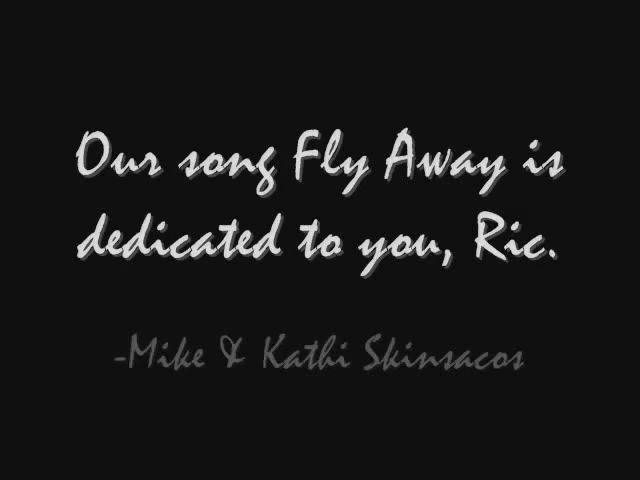 Our song Fly Away is
dedicated to you, Ric.
-Mike & Kathi Skinsacos